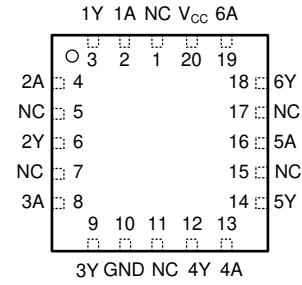 1Y 1A NC VCC 6A
3 2 1 20 19
2A 4 18 6Y
NC 5 17 NC
2Y 6 16 5A
NC 7 15 NC
3A 8 14 5Y
9 10 11 12 13
3Y GND NC 4Y 4A